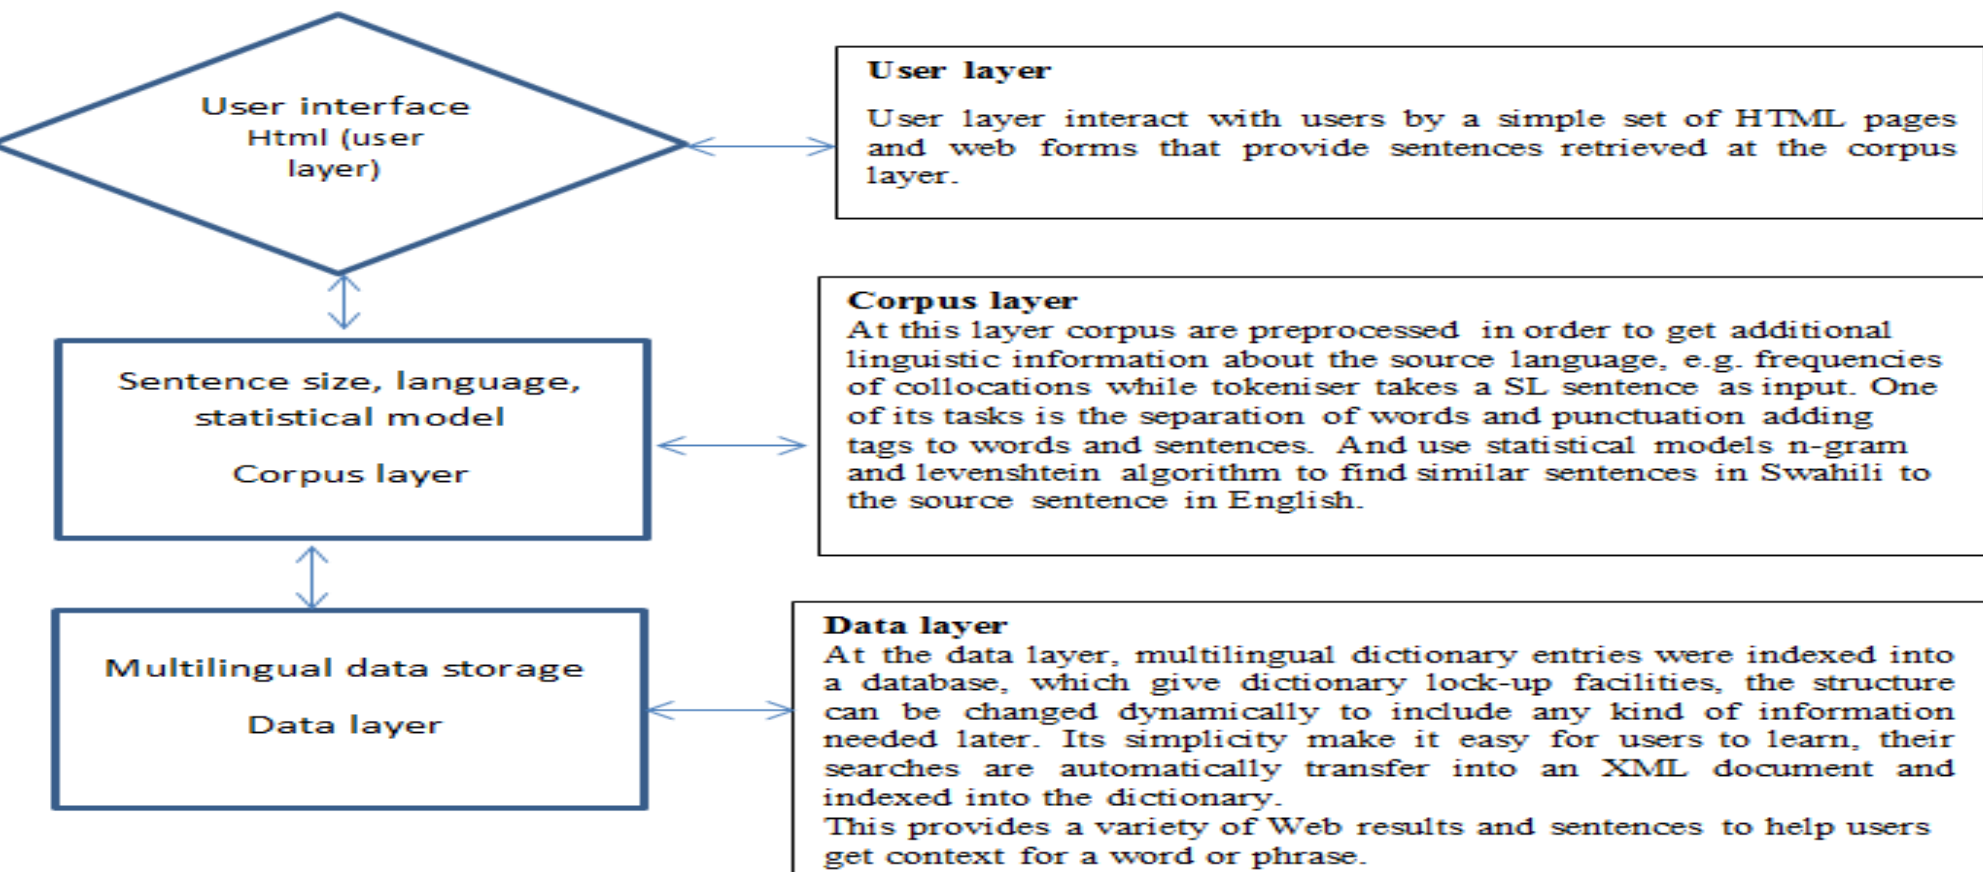 User interface
Html (user
layer)
User layer
User layer interact with users by a simple set of HTML pages
and web forms that provide sentences retrieved at the corpus
layer.
Sentence size, language,
statistical model
Corpus layer
Corpus layer
At this layer corpus are preprocessed in order to get additional
linguistic information about the source language, e.g. frequencies
of collocations while tokeniser takes a SL sentence as input. One
of its tasks is the separation of words and punctuation adding
tags to words and sentences. And use statistical models n-gram
and levenshtein algorithm to find similar sentences in Swahili to
the source sentence in English.
Multilingual data storage
Data layer
Data layer
At the data layer, multilingual dictionary entries were indexed into
a database, which give dictionary lock-up facilities, the structure
can be changed dynamically to include any kind of information
needed later. Its simplicity make it easy for users to learn, their
searches are automatically transfer into an XML document and
indexed into the dictionary.
This provides a variety of Web results and sentences to help users
get context for a word or phrase.